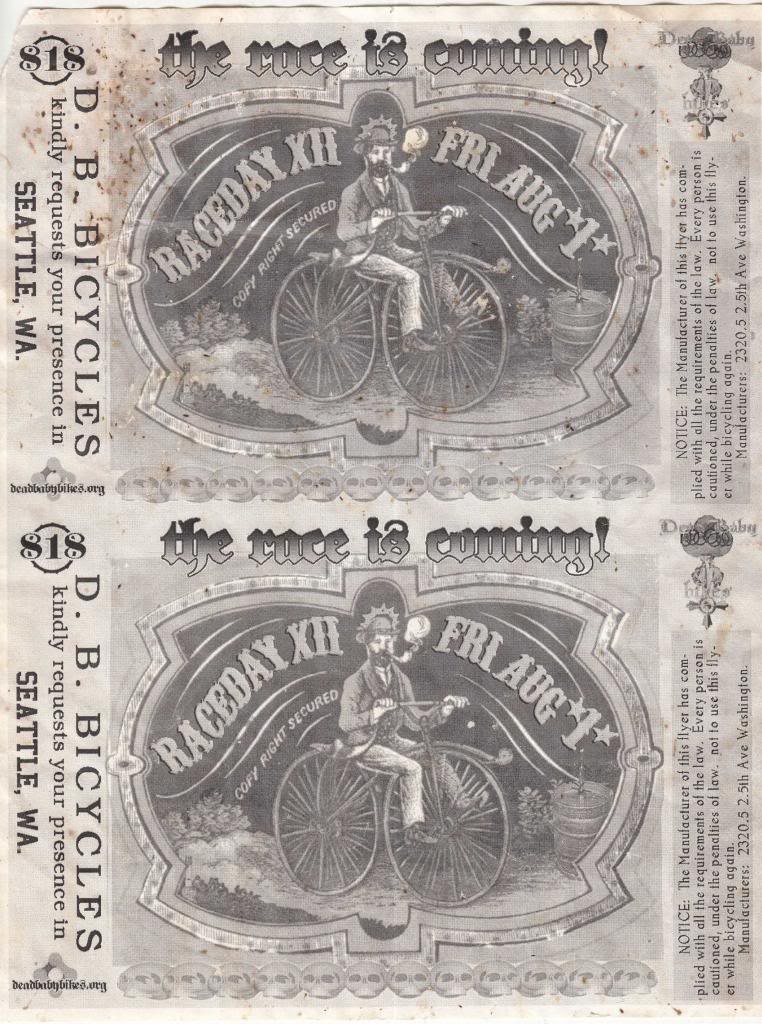 the race is coming!
818
D. B. BICYCLES
kindly requests your presence in
SEATTLE, WA.
deadbabybikes.org
RACEDAY XII
FRI AUG *1*
COPY RIGHT SECURED
Dead Baby
bikes
NOTICE: The Manufacturer of this flyer has com-
plied with all the requirements of the law. Every person is
cautioned, under the penalties of law, not to use this fly-
er while bicycling again.
Manufacturers: 2320.5 2.5th Ave Washington.
the race is coming!
818
D. B. BICYCLES
kindly requests your presence in
SEATTLE, WA.
deadbabybikes.org
RACEDAY XII
FRI AUG *1*
COPY RIGHT SECURED
Dead Baby
bikes
NOTICE: The Manufacturer of this flyer has com-
plied with all the requirements of the law. Every person is
cautioned, under the penalties of law, not to use this fly-
er while bicycling again.
Manufacturers: 2320.5 2.5th Ave Washington.